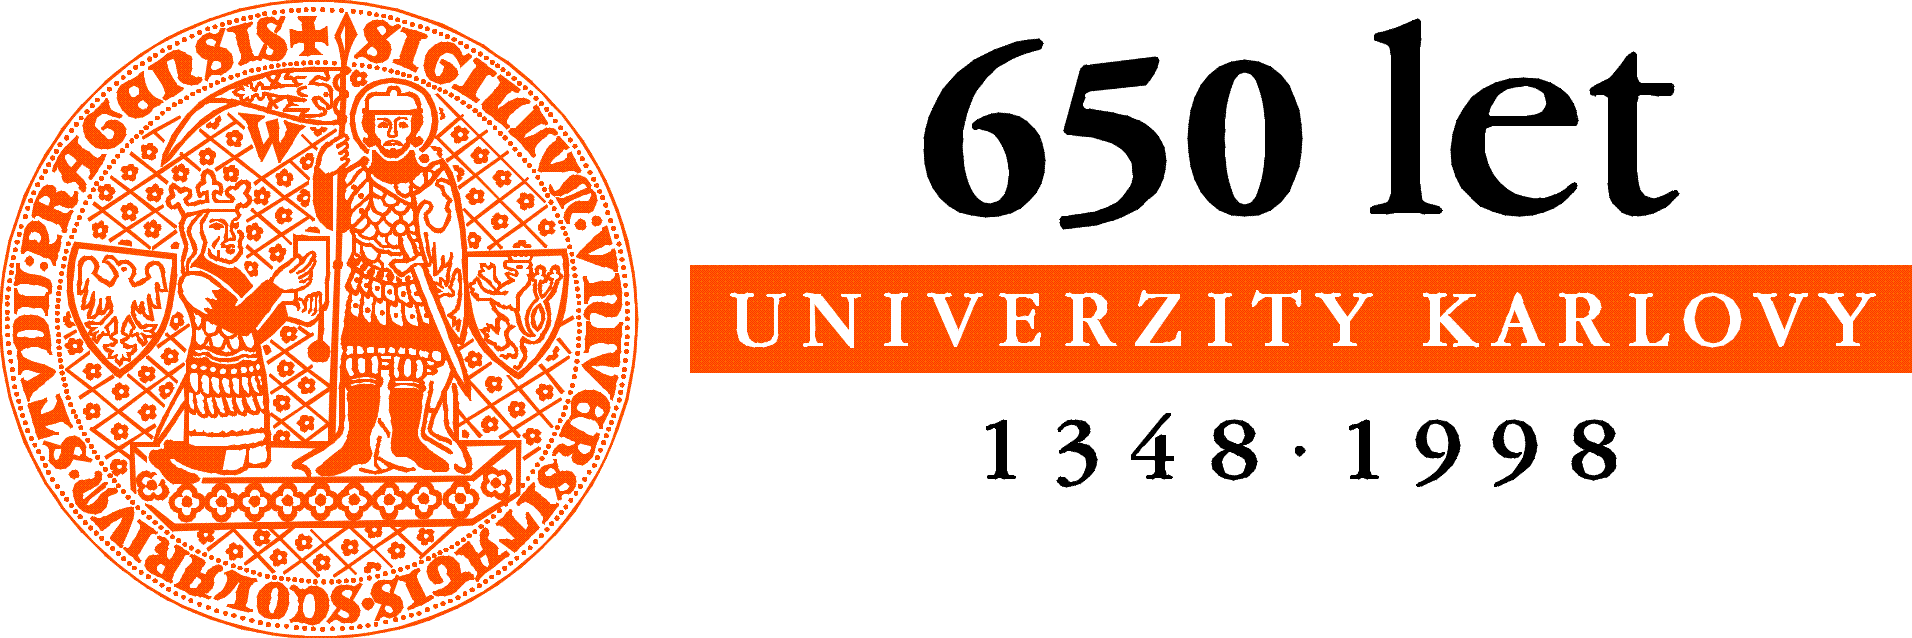 ✠ SIGILLVM · VNIVERSITATIS · SCOLARIVM · STVDII · PRAGENSIS
W
650 let
UNIVERZITY KARLOVY
1348 · 1998